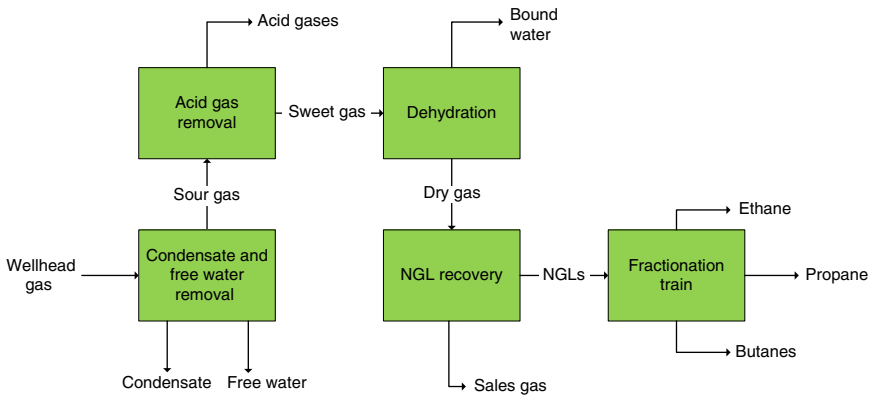 Acid gases
Bound
water
Acid gas
removal
Sweet gas
Dehydration
Sour gas
Dry gas
Wellhead
gas
Condensate and
free water
removal
NGL recovery
NGLs
Fractionation
train
Ethane
Propane
Butanes
Condensate
Free water
Sales gas